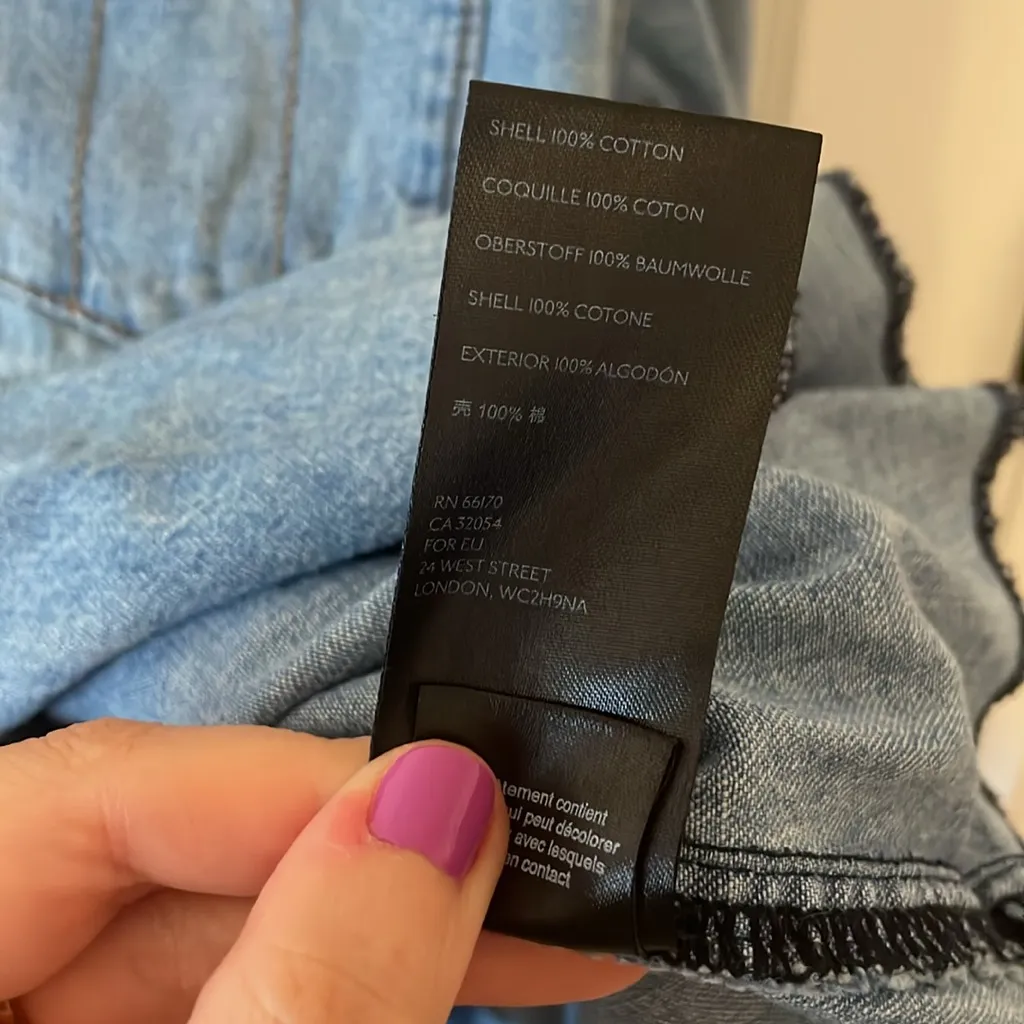 SHELL 100% COTTON
COQUILLE 100% COTON
OBERSTOFF 100% BAUMWOLLE
SHELL 100% COTONE
EXTERIOR 100% ALGODÓN
壳 100% 棉
RN 66170
CA 32054
FOR EU
24 WEST STREET
LONDON, WC2H9NA
tement contient
ui peut décolorer
avec lesquels
n contact